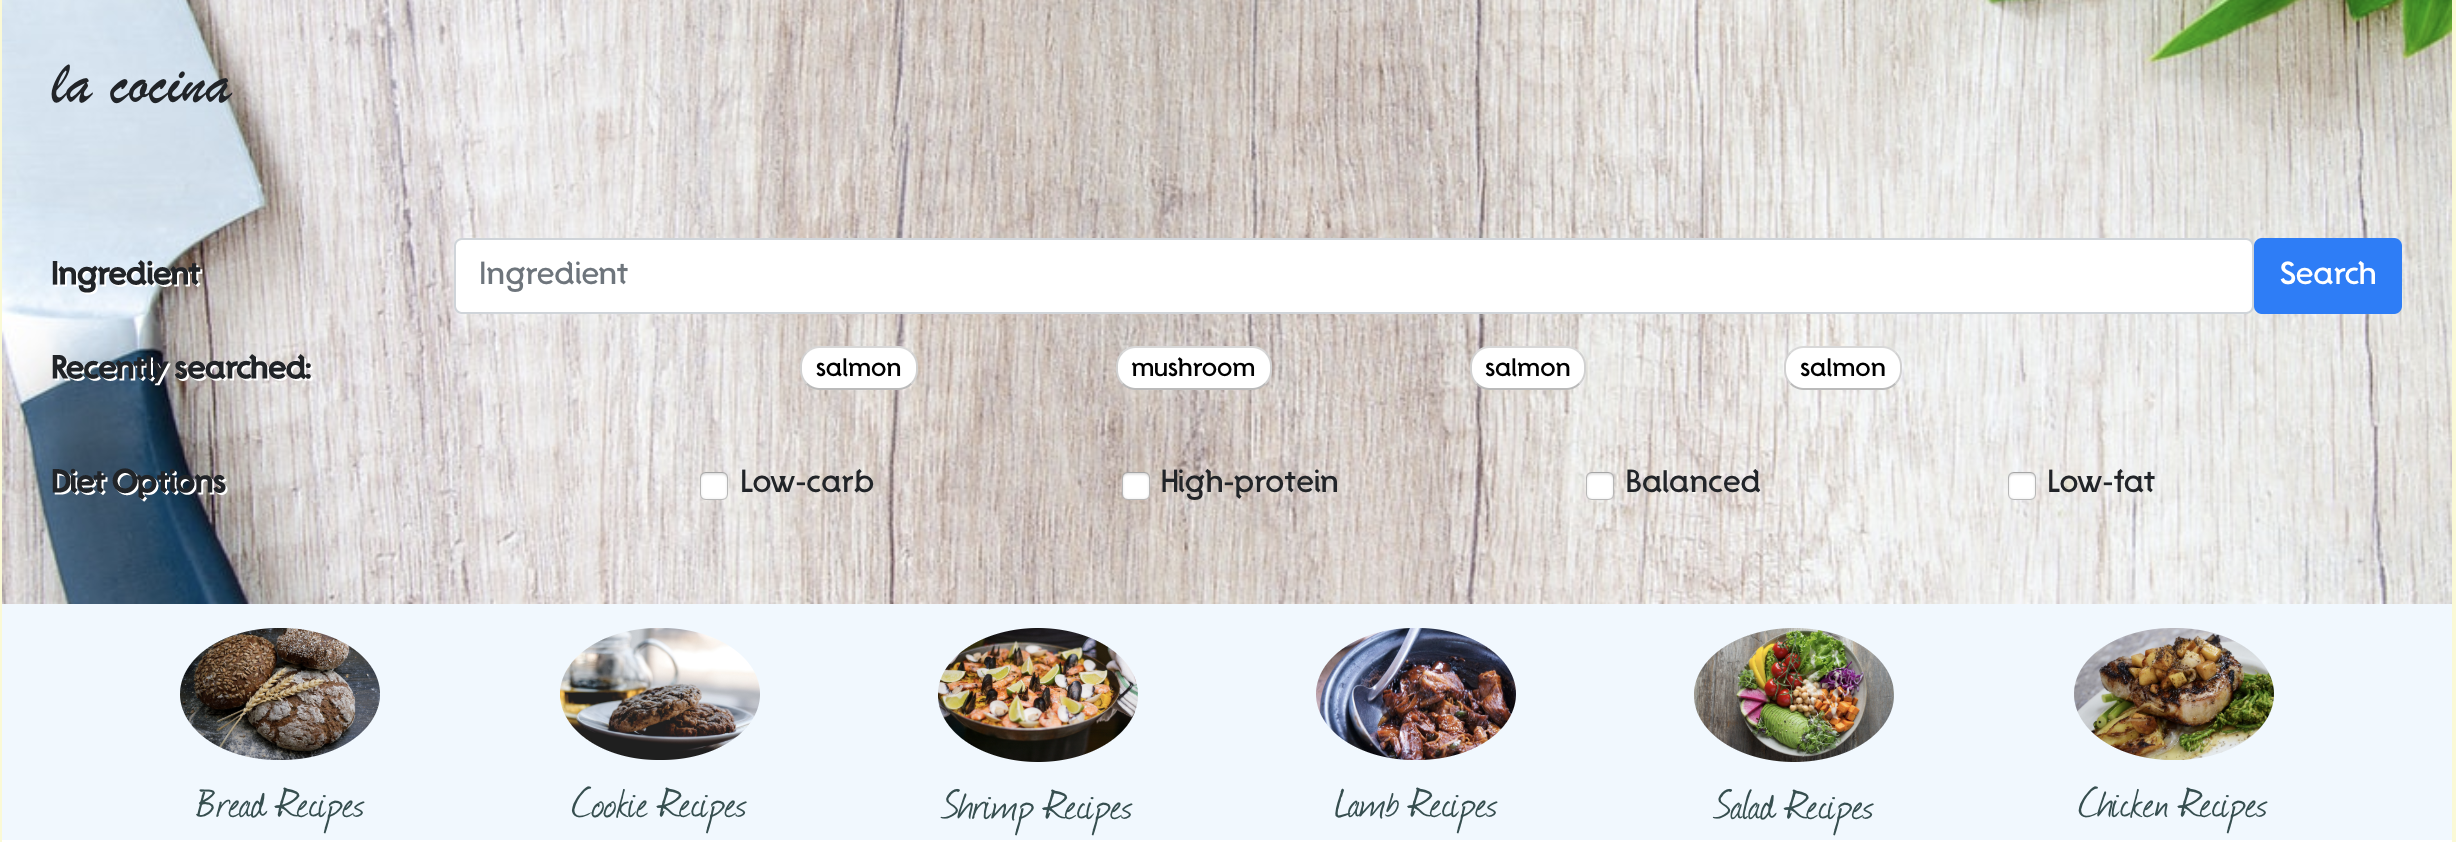 la cocina
Ingredient Ingredient Search
Recently searched: salmon mushroom salmon salmon
Diet Options Low-carb High-protein Balanced Low-fat
Bread Recipes Cookie Recipes Shrimp Recipes Lamb Recipes Salad Recipes Chicken Recipes